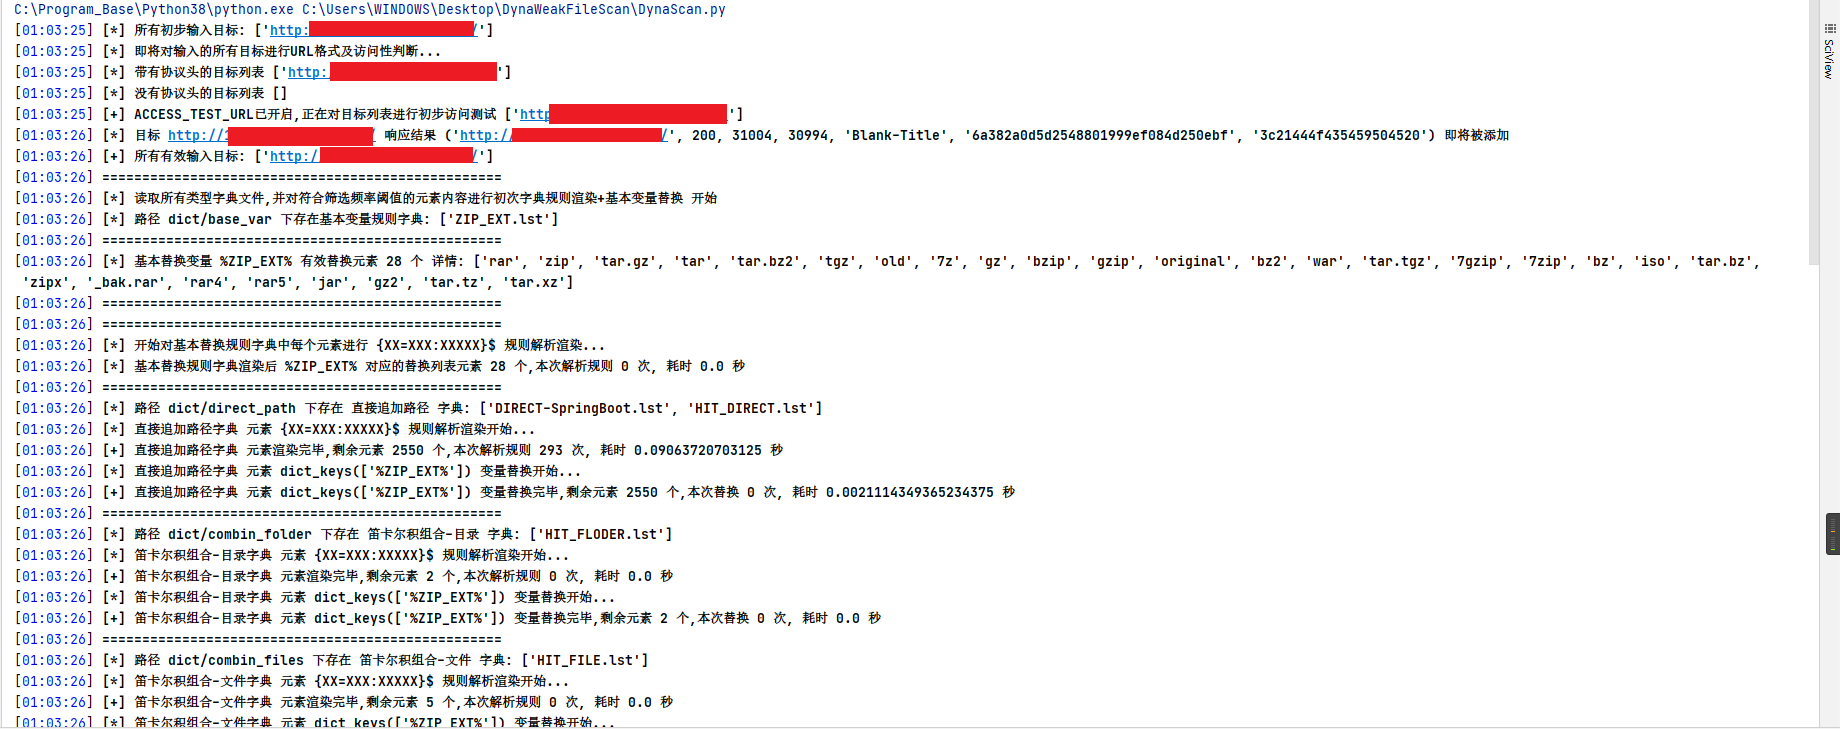 C:\Program_Base\Python38\python.exe C:\Users\WINDOWS\Desktop\DynaWeakFileScan\DynaScan.py
[01:03:25] [*] 所有初步输入目标: ['http: /']
[01:03:25] [*] 即将对输入的所有目标进行URL格式及访问性判断...
[01:03:25] [*] 带有协议头的目标列表 ['http: ']
[01:03:25] [*] 没有协议头的目标列表 []
[01:03:25] [+] ACCESS_TEST_URL已开启,正在对目标列表进行初步访问测试 ['http ']
[01:03:26] [*] 目标 http:// / 响应结果 ('http:/ /', 200, 31004, 30994, 'Blank-Title', '6a382a0d5d2548801999ef084d250ebf', '3c21444f435459504520') 即将被添加
[01:03:26] [+] 所有有效输入目标: ['http:/ /']
[01:03:26] ==================================================
[01:03:26] [*] 读取所有类型字典文件,并对符合筛选频率阈值的元素内容进行初次字典规则渲染+基本变量替换 开始
[01:03:26] [*] 路径 dict/base_var 下存在基本变量规则字典: ['ZIP_EXT.lst']
[01:03:26] ==================================================
[01:03:26] [*] 基本替换变量 %ZIP_EXT% 有效替换元素 28 个 详情: ['rar', 'zip', 'tar.gz', 'tar', 'tar.bz2', 'tgz', 'old', '7z', 'gz', 'bzip', 'gzip', 'original', 'bz2', 'war', 'tar.tgz', '7gzip', '7zip', 'bz', 'iso', 'tar.bz',
'zipx', '_bak.rar', 'rar4', 'rar5', 'jar', 'gz2', 'tar.tz', 'tar.xz']
[01:03:26] ==================================================
[01:03:26] ==================================================
[01:03:26] [*] 开始对基本替换规则字典中每个元素进行 {XX=XXX:XXXXX}$ 规则解析渲染...
[01:03:26] [*] 基本替换规则字典渲染后 %ZIP_EXT% 对应的替换列表元素 28 个,本次解析规则 0 次, 耗时 0.0 秒
[01:03:26] ==================================================
[01:03:26] [*] 路径 dict/direct_path 下存在 直接追加路径 字典: ['DIRECT-SpringBoot.lst', 'HIT_DIRECT.lst']
[01:03:26] [*] 直接追加路径字典 元素 {XX=XXX:XXXXX}$ 规则解析渲染开始...
[01:03:26] [+] 直接追加路径字典 元素渲染完毕,剩余元素 2550 个,本次解析规则 293 次, 耗时 0.09063720703125 秒
[01:03:26] [*] 直接追加路径字典 元素 dict_keys(['%ZIP_EXT%']) 变量替换开始...
[01:03:26] [+] 直接追加路径字典 元素 dict_keys(['%ZIP_EXT%']) 变量替换完毕,剩余元素 2550 个,本次替换 0 次, 耗时 0.0021114349365234375 秒
[01:03:26] ==================================================
[01:03:26] [*] 路径 dict/combin_folder 下存在 笛卡尔积组合-目录 字典: ['HIT_FLODER.lst']
[01:03:26] [*] 笛卡尔积组合-目录字典 元素 {XX=XXX:XXXXX}$ 规则解析渲染开始...
[01:03:26] [+] 笛卡尔积组合-目录字典 元素渲染完毕,剩余元素 2 个,本次解析规则 0 次, 耗时 0.0 秒
[01:03:26] [*] 笛卡尔积组合-目录字典 元素 dict_keys(['%ZIP_EXT%']) 变量替换开始...
[01:03:26] [+] 笛卡尔积组合-目录字典 元素 dict_keys(['%ZIP_EXT%']) 变量替换完毕,剩余元素 2 个,本次替换 0 次, 耗时 0.0 秒
[01:03:26] ==================================================
[01:03:26] [*] 路径 dict/combin_files 下存在 笛卡尔积组合-文件 字典: ['HIT_FILE.lst']
[01:03:26] [*] 笛卡尔积组合-文件字典 元素 {XX=XXX:XXXXX}$ 规则解析渲染开始...
[01:03:26] [+] 笛卡尔积组合-文件字典 元素渲染完毕,剩余元素 5 个,本次解析规则 0 次, 耗时 0.0 秒
[01:03:26] [*] 笛卡尔积组合-文件字典 元素 dict_keys(['%ZIP_EXT%']) 变量替换开始...
SciView